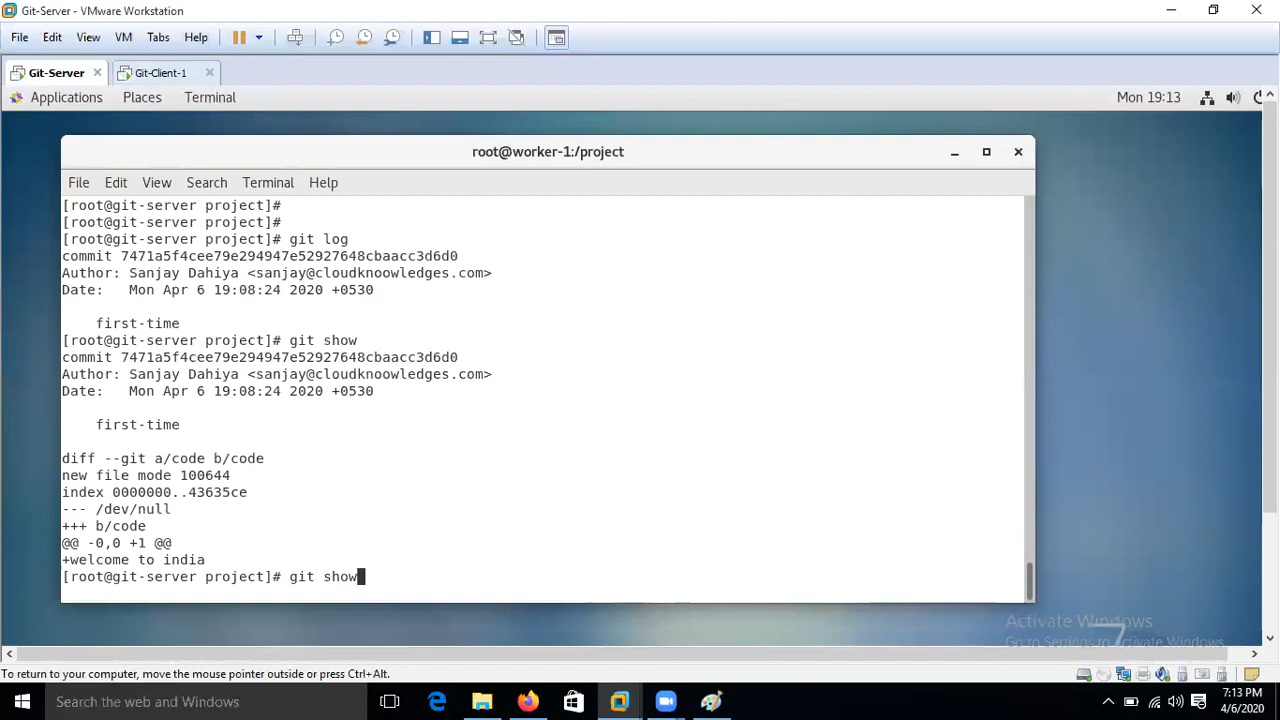 Git-Server - VMware Workstation
File Edit View VM Tabs Help
Git-Server Git-Client-1
Applications Places Terminal Mon 19:13
root@worker-1:/project
File Edit View Search Terminal Help
[root@git-server project]#
[root@git-server project]#
[root@git-server project]# git log
commit 7471a5f4cee79e294947e52927648cbaacc3d6d0
Author: Sanjay Dahiya <sanjay@cloudknoowledges.com>
Date:   Mon Apr 6 19:08:24 2020 +0530
    first-time
[root@git-server project]# git show
commit 7471a5f4cee79e294947e52927648cbaacc3d6d0
Author: Sanjay Dahiya <sanjay@cloudknoowledges.com>
Date:   Mon Apr 6 19:08:24 2020 +0530
    first-time
diff --git a/code b/code
new file mode 100644
index 0000000..43635ce
--- /dev/null
+++ b/code
@@ -0,0 +1 @@
+welcome to india
[root@git-server project]# git show
Activate Windows
Go to Settings to Activate Windows.
7
To return to your computer, move the mouse pointer outside or press Ctrl+Alt.
Search the web and Windows
7:13 PM
4/6/2020